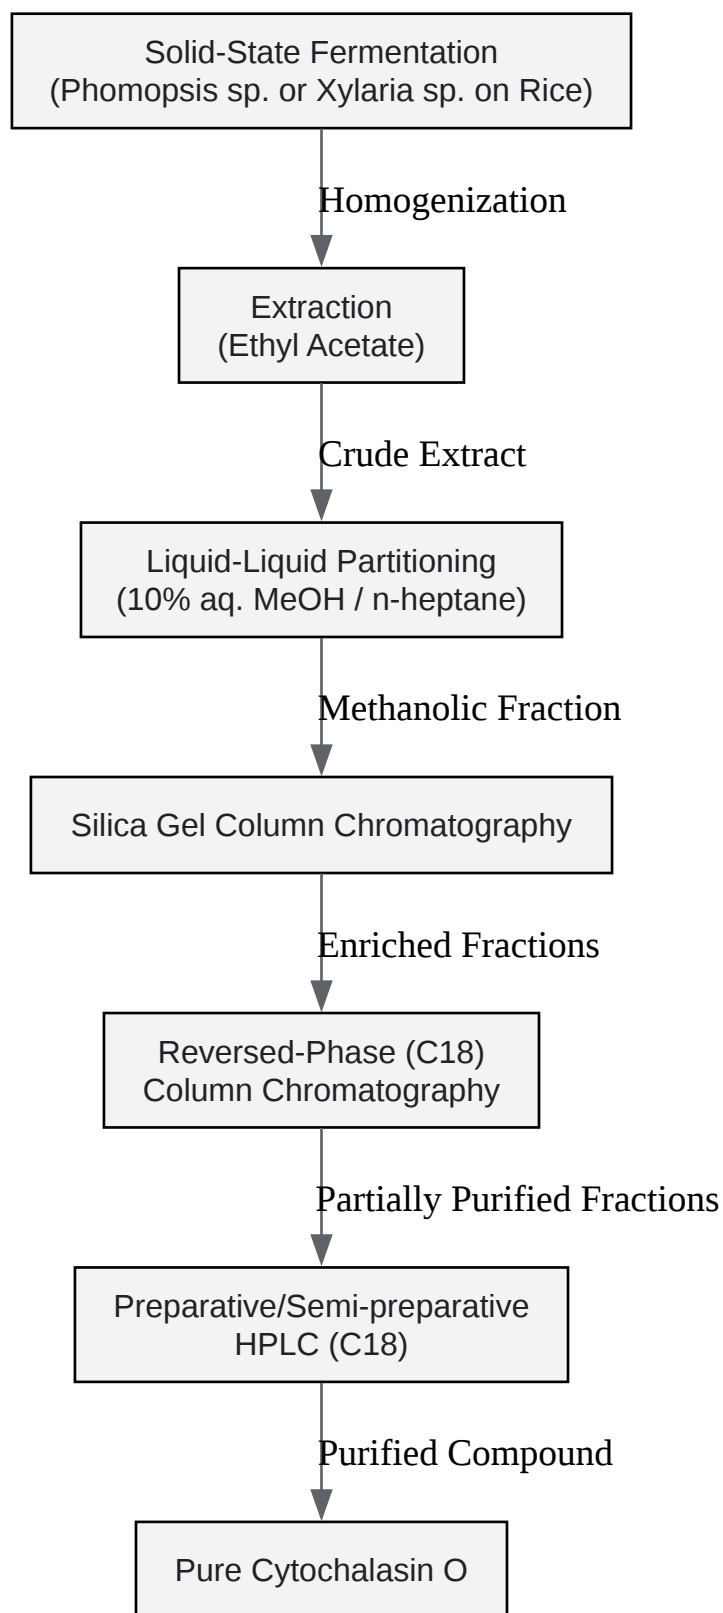 Solid-State Fermentation
(Phomopsis sp. or Xylaria sp. on Rice)
Homogenization
Extraction
(Ethyl Acetate)
Crude Extract
Liquid-Liquid Partitioning
(10% aq. MeOH / n-heptane)
Methanolic Fraction
Silica Gel Column Chromatography
Enriched Fractions
Reversed-Phase (C18)
Column Chromatography
Partially Purified Fractions
Preparative/Semi-preparative
HPLC (C18)
Purified Compound
Pure Cytochalasin O